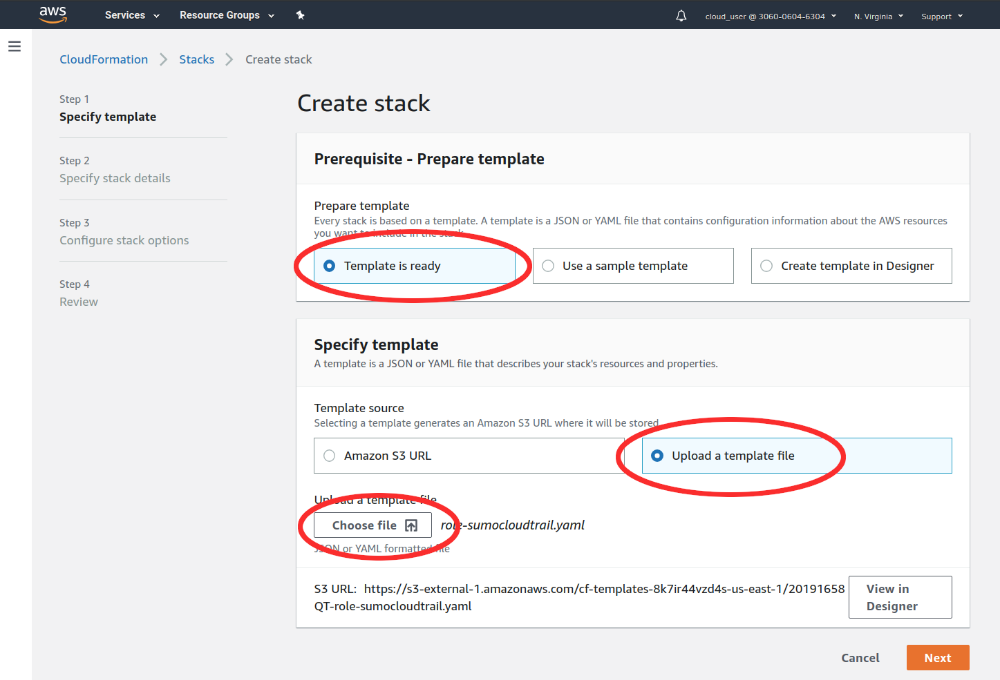 aws Services Resource Groups cloud_user @ 3060-0604-6304 N. Virginia Support
CloudFormation Stacks Create stack
Step 1
Specify template
Step 2
Specify stack details
Step 3
Configure stack options
Step 4
Review
Create stack
Prerequisite - Prepare template
Prepare template
Every stack is based on a template. A template is a JSON or YAML file that contains configuration information about the AWS resources
you want to include in the stack.
Template is ready
Use a sample template
Create template in Designer
Specify template
A template is a JSON or YAML file that describes your stack's resources and properties.
Template source
Selecting a template generates an Amazon S3 URL where it will be stored.
Amazon S3 URL
Upload a template file
Upload a template file
Choose file role-sumocloudtrail.yaml
JSON or YAML formatted file
S3 URL: https://s3-external-1.amazonaws.com/cf-templates-8k7ir44vzd4s-us-east-1/20191658
QT-role-sumocloudtrail.yaml
View in
Designer
Cancel Next